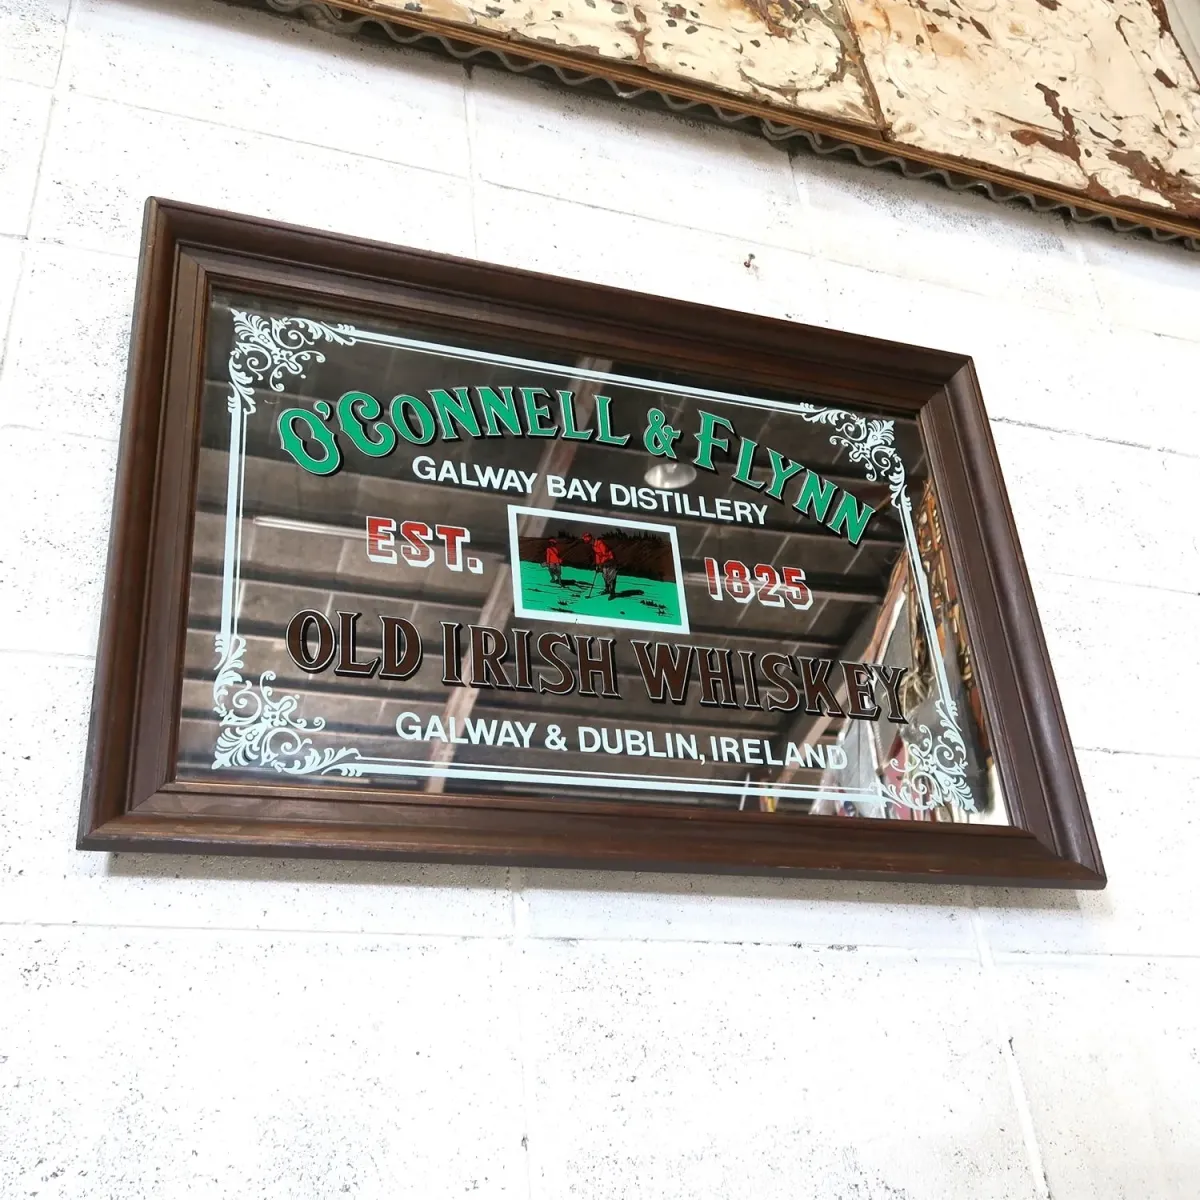 O'CONNELL & FLYNN
GALWAY BAY DISTILLERY
EST. 1825
OLD IRISH WHISKEY
GALWAY & DUBLIN, IRELAND